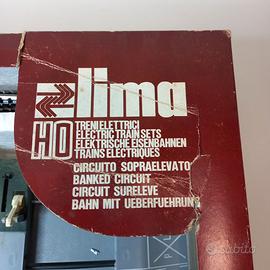 lima
HO
TRENI ELETTRICI
ELECTRIC TRAIN SETS
ELEKTRISCHE EISENBAHNEN
TRAINS ELECTRIQUES
CIRCUITO SOPRAELEVATO
BANKED CIRCUIT
CIRCUIT SURELEVE
BAHN MIT UEBERFUEHRUNG
P
subito